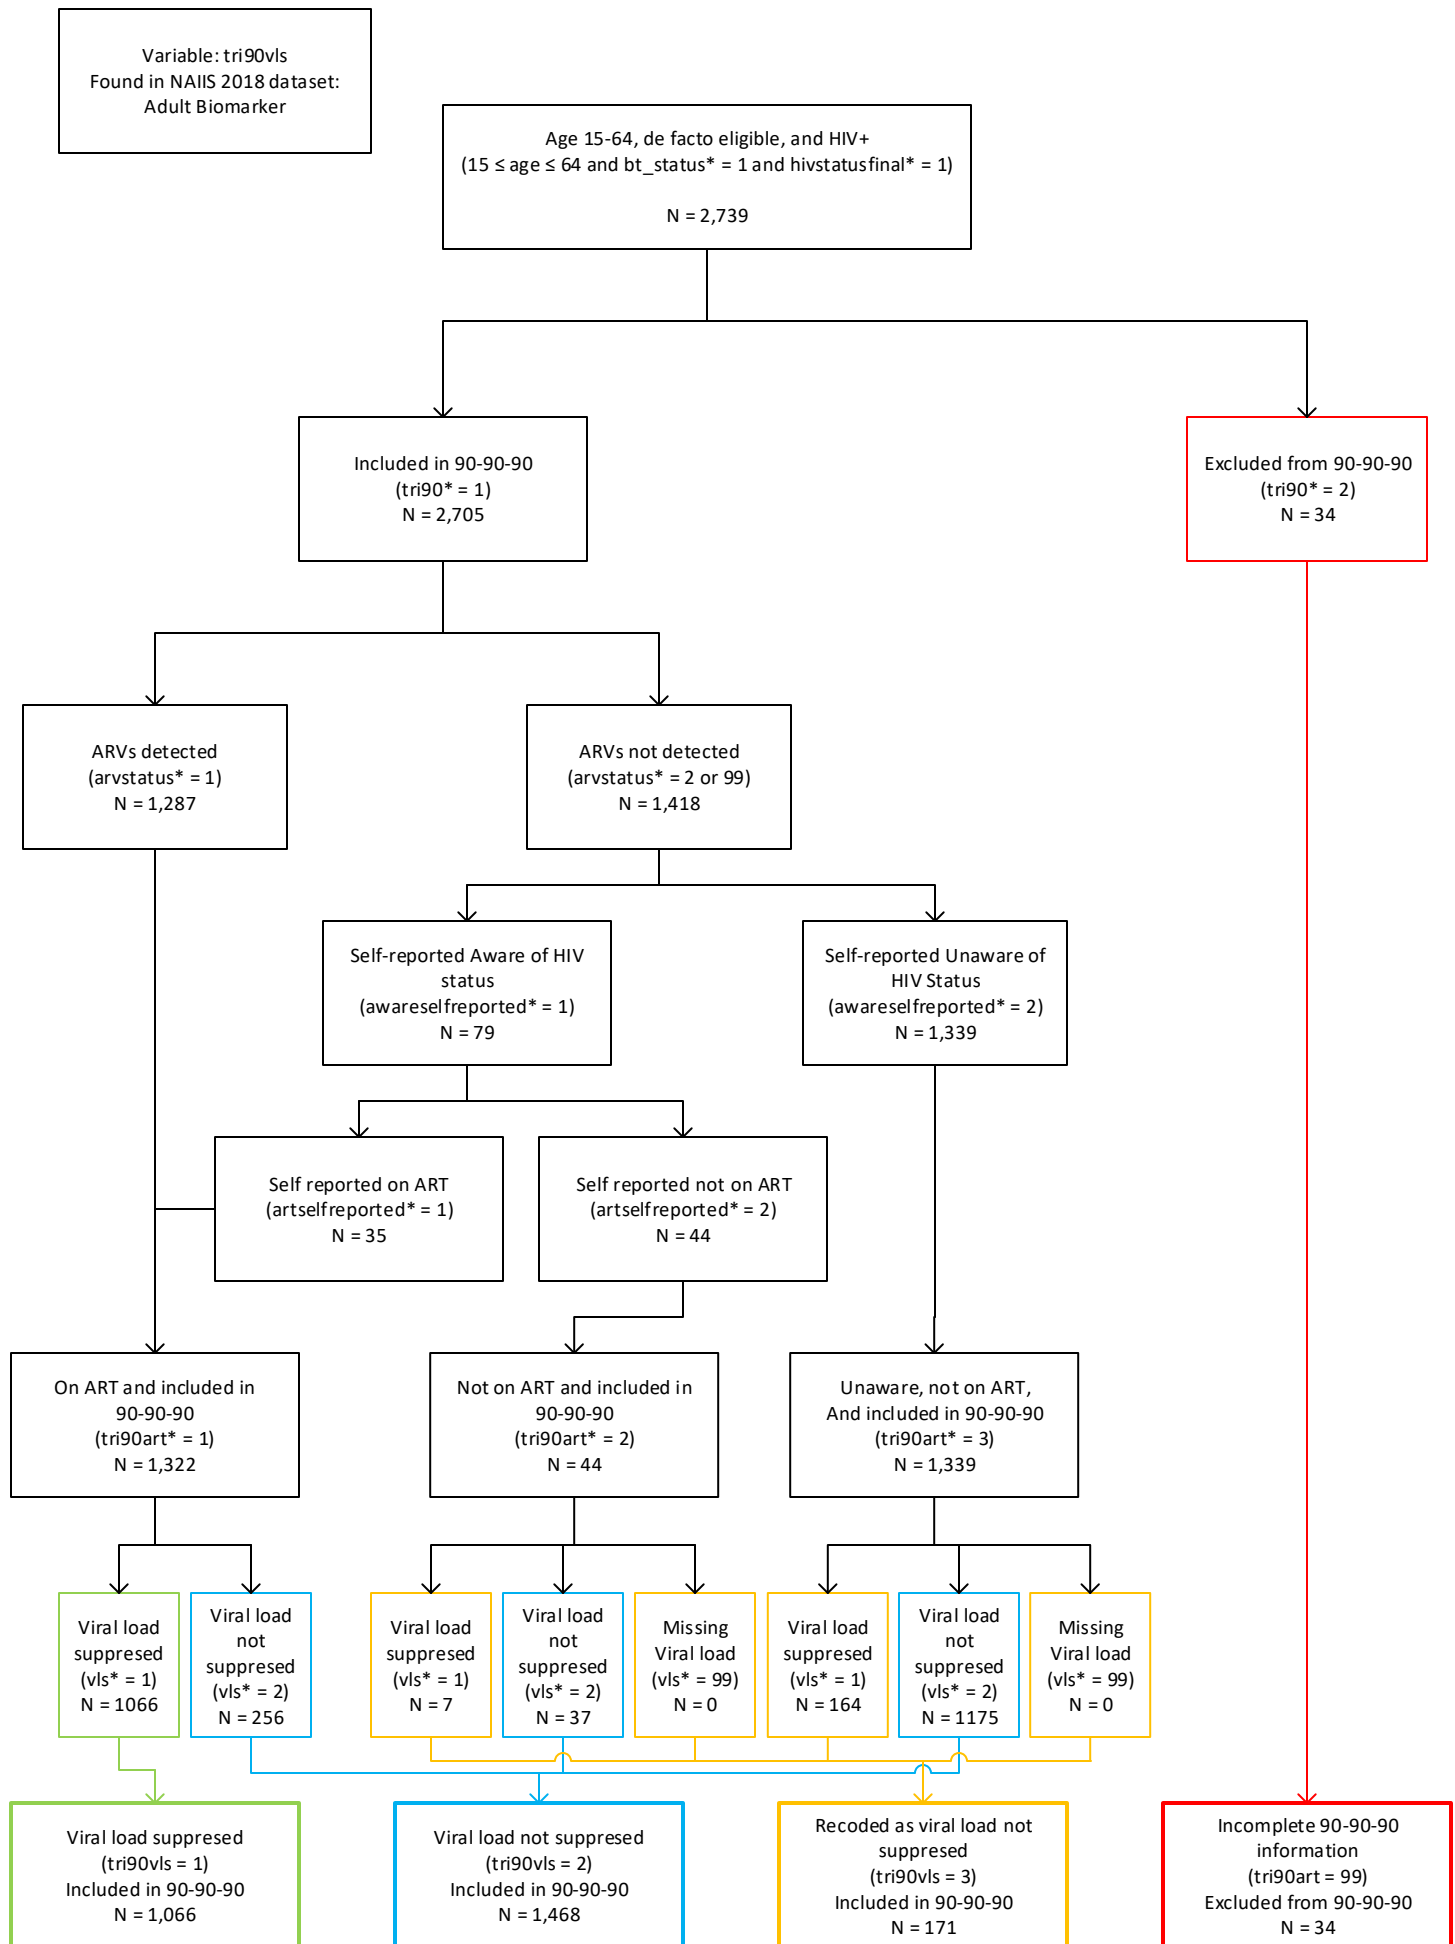 Variable: tri90vls
Found in NAIIS 2018 dataset:
Adult Biomarker
Age 15-64, de facto eligible, and HIV+
(15 ≤ age ≤ 64 and bt_status* = 1 and hivstatusfinal* = 1)
N = 2,739
Included in 90-90-90
(tri90* = 1)
N = 2,705
Excluded from 90-90-90
(tri90* = 2)
N = 34
ARVs detected
(arvstatus* = 1)
N = 1,287
ARVs not detected
(arvstatus* = 2 or 99)
N = 1,418
Self-reported Aware of HIV
status
(awareselfreported* = 1)
N = 79
Self-reported Unaware of
HIV Status
(awareselfreported* = 2)
N = 1,339
Self reported on ART
(artselfreported* = 1)
N = 35
Self reported not on ART
(artselfreported* = 2)
N = 44
On ART and included in
90-90-90
(tri90art* = 1)
N = 1,322
Not on ART and included in
90-90-90
(tri90art* = 2)
N = 44
Unaware, not on ART,
And included in 90-90-90
(tri90art* = 3)
N = 1,339
Viral load
suppresed
(vls* = 1)
N = 1066
Viral load
not
suppresed
(vls* = 2)
N = 256
Viral load
suppresed
(vls* = 1)
N = 7
Viral load
not
suppresed
(vls* = 2)
N = 37
Missing
Viral load
(vls* = 99)
N = 0
Viral load
suppresed
(vls* = 1)
N = 164
Viral load
not
suppresed
(vls* = 2)
N = 1175
Missing
Viral load
(vls* = 99)
N = 0
Viral load suppresed
(tri90vls = 1)
Included in 90-90-90
N = 1,066
Viral load not suppresed
(tri90vls = 2)
Included in 90-90-90
N = 1,468
Recoded as viral load not
suppresed
(tri90vls = 3)
Included in 90-90-90
N = 171
Incomplete 90-90-90
information
(tri90art = 99)
Excluded from 90-90-90
N = 34